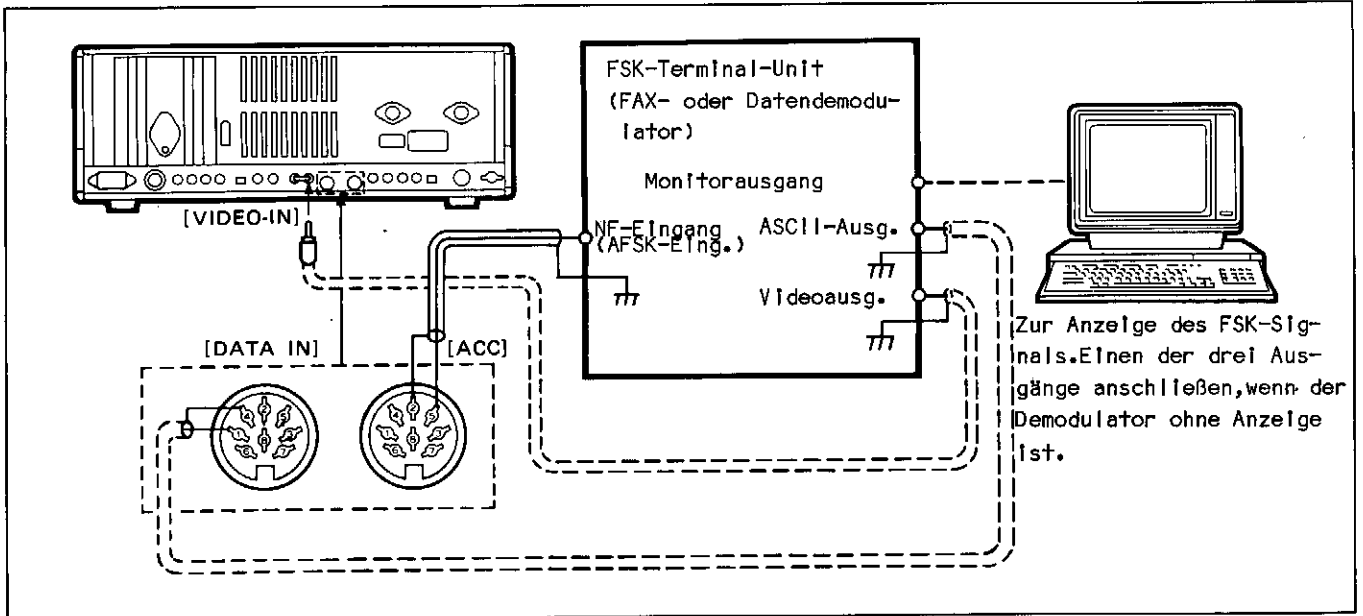 FSK-Terminal-Unit
(FAX- oder Datendemodu-
lator)
Monitorausgang
[VIDEO-IN]
NF-Eingang
(AFSK-Eing.)
ASCII-Ausg.
Videoausg.
[DATA IN]
[ACC]
Zur Anzeige des FSK-Sig-
nals.Einen der drei Aus-
gänge anschließen,wenn der
Demodulator ohne Anzeige
ist.